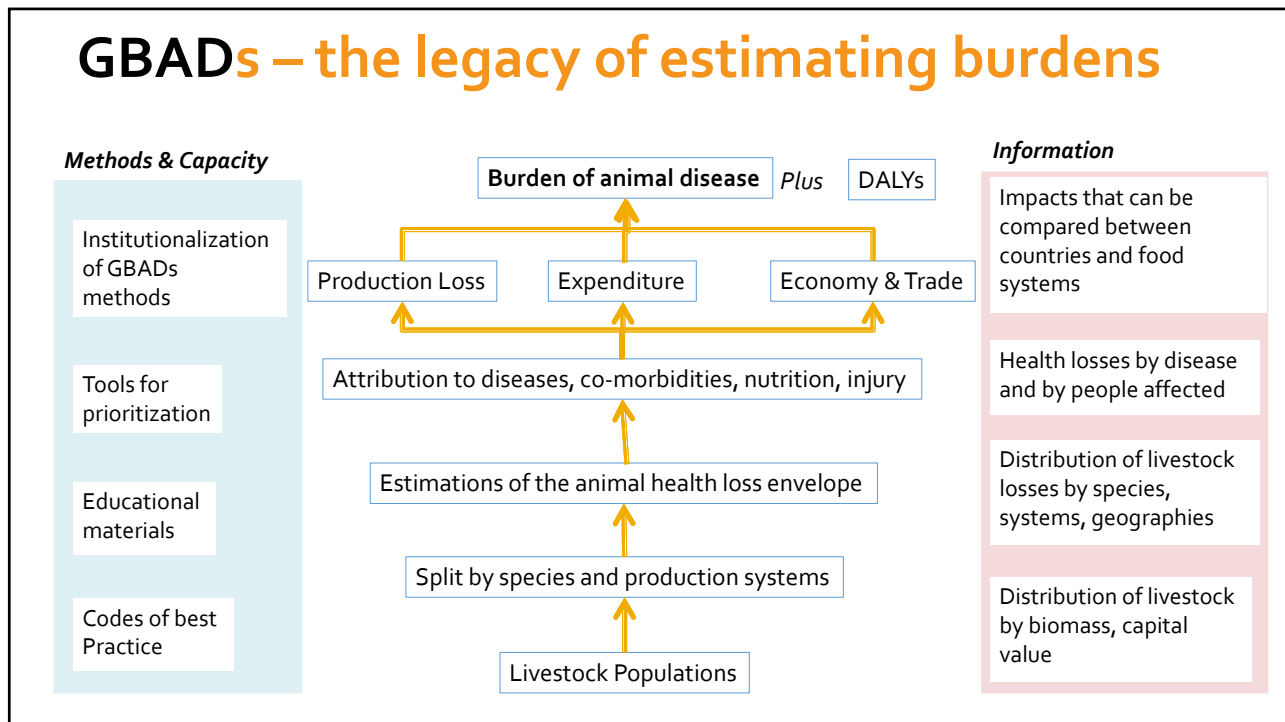 GBADs – the legacy of estimating burdens
Methods & Capacity
Institutionalization
of GBADs
methods
Tools for
prioritization
Educational
materials
Codes of best
Practice
Burden of animal disease Plus DALYs
Production Loss
Expenditure
Economy & Trade
Attribution to diseases, co-morbidities, nutrition, injury
Estimations of the animal health loss envelope
Split by species and production systems
Livestock Populations
Information
Impacts that can be
compared between
countries and food
systems
Health losses by disease
and by people affected
Distribution of livestock
losses by species,
systems, geographies
Distribution of livestock
by biomass, capital
value